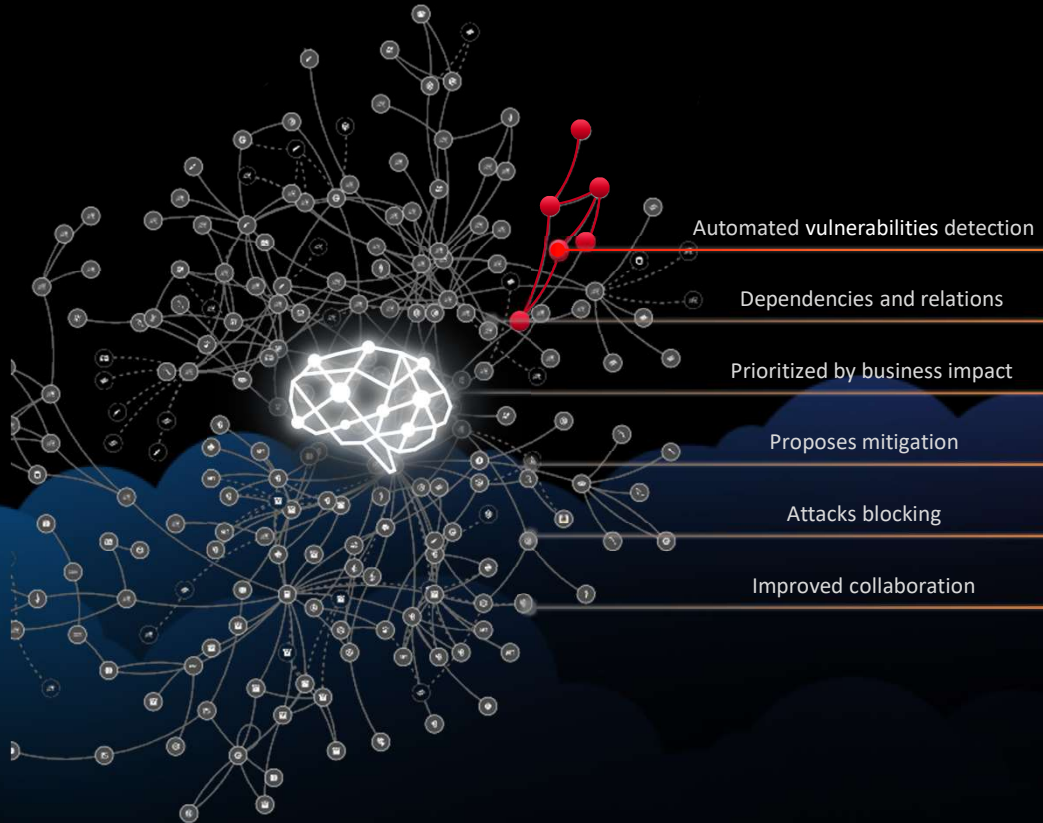 Automated vulnerabilities detection
Dependencies and relations
Prioritized by business impact
Proposes mitigation
Attacks blocking
Improved collaboration